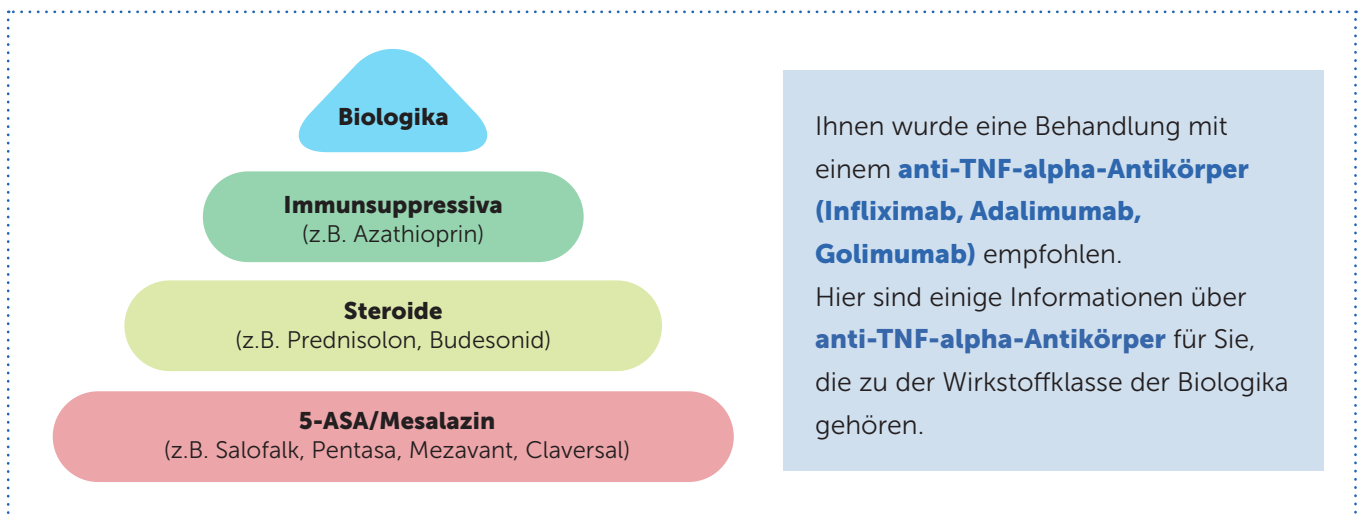 Biologika
Immunsuppressiva
(z.B. Azathioprin)
Steroide
(z.B. Prednisolon, Budesonid)
5-ASA/Mesalazin
(z.B. Salofalk, Pentasa, Mezavant, Claversal)
Ihnen wurde eine Behandlung mit
einem anti-TNF-alpha-Antikörper
(Infliximab, Adalimumab,
Golimumab) empfohlen.
Hier sind einige Informationen über
anti-TNF-alpha-Antikörper für Sie,
die zu der Wirkstoffklasse der Biologika
gehören.